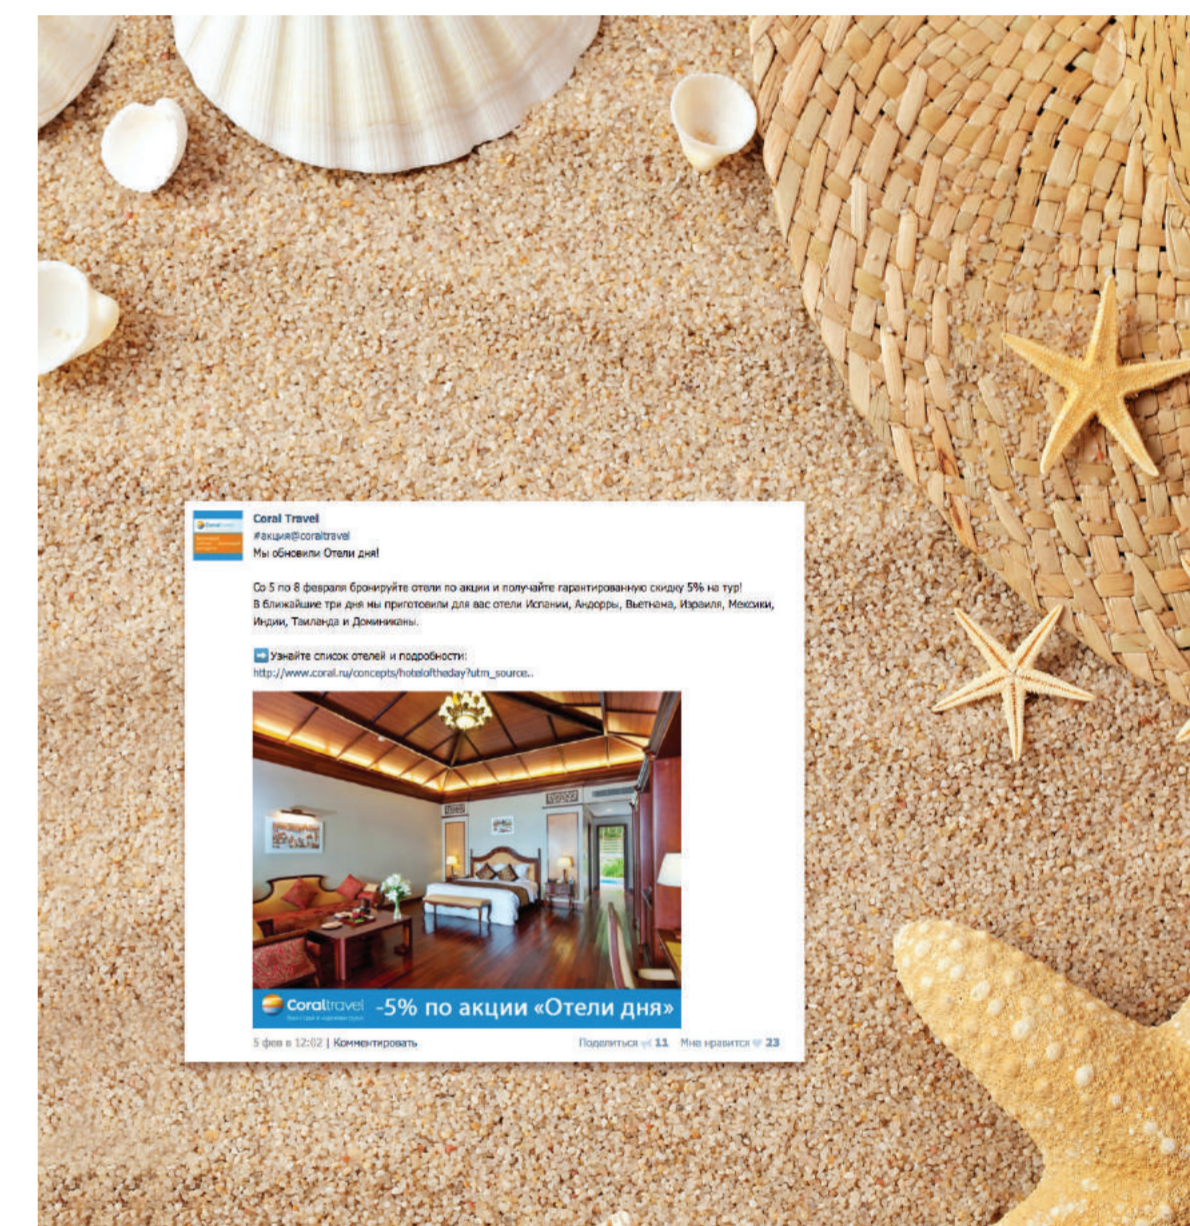 Coral Travel
#акция@coraltravel
Мы обновили Отели дня!
Со 5 по 8 февраля бронируйте отели по акции и получайте гарантированную скидку 5% на тур!
В ближайшие три дня мы приготовили для вас отели Испании, Андорры, Вьетнама, Израиля, Мексики,
Индии, Таиланда и Доминиканы.
Узнайте список отелей и подробности:
http://www.coral.ru/concepts/hoteloftheday?utm_source..
Coraltravel -5% по акции «Отели дня»
5 фев в 12:02 | Комментировать Поделиться 11 Мне нравится 23